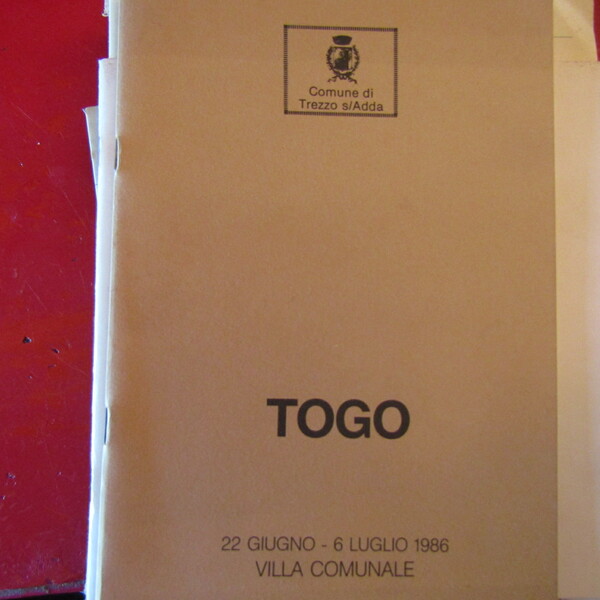 Comune di
Trezzo s/Adda
TOGO
22 GIUGNO - 6 LUGLIO 1986
VILLA COMUNALE